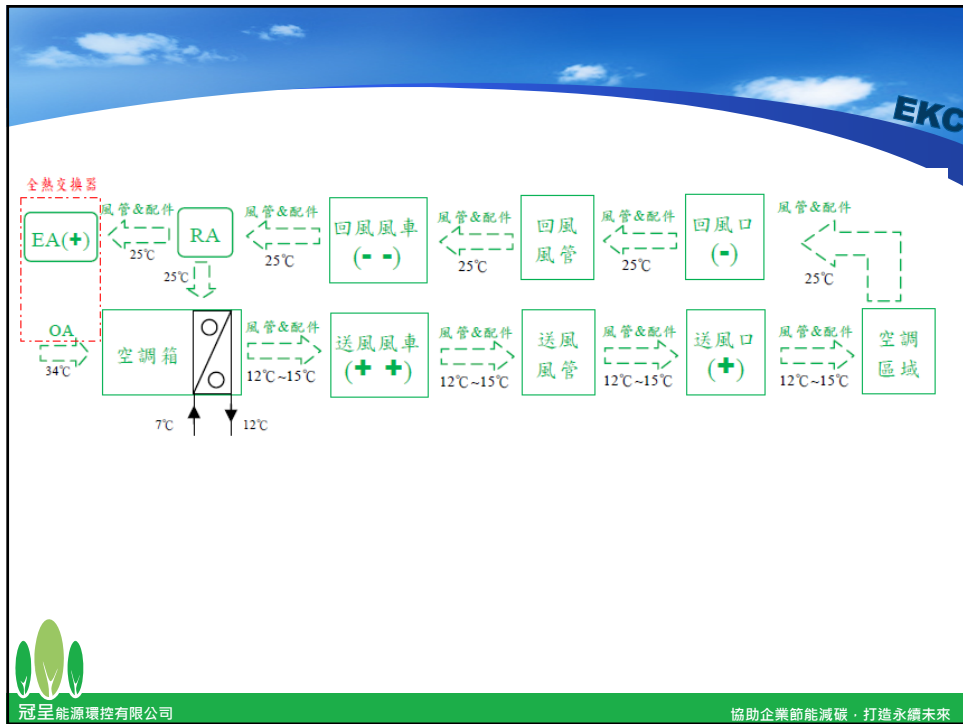 EKC
全熱交換器
EA(+)
風管&配件
25℃
RA
25℃
風管&配件
25℃
回風風車
(- -)
風管&配件
25℃
回風
風管
風管&配件
25℃
回風口
(-)
風管&配件
25℃
OA
34℃
空調箱
7℃
12℃
風管&配件
12℃~15℃
送風風車
(+ +)
風管&配件
12℃~15℃
送風
風管
風管&配件
12℃~15℃
送風口
(+)
風管&配件
12℃~15℃
空調
區域
冠呈能源環控有限公司
協助企業節能減碳．打造永續未來